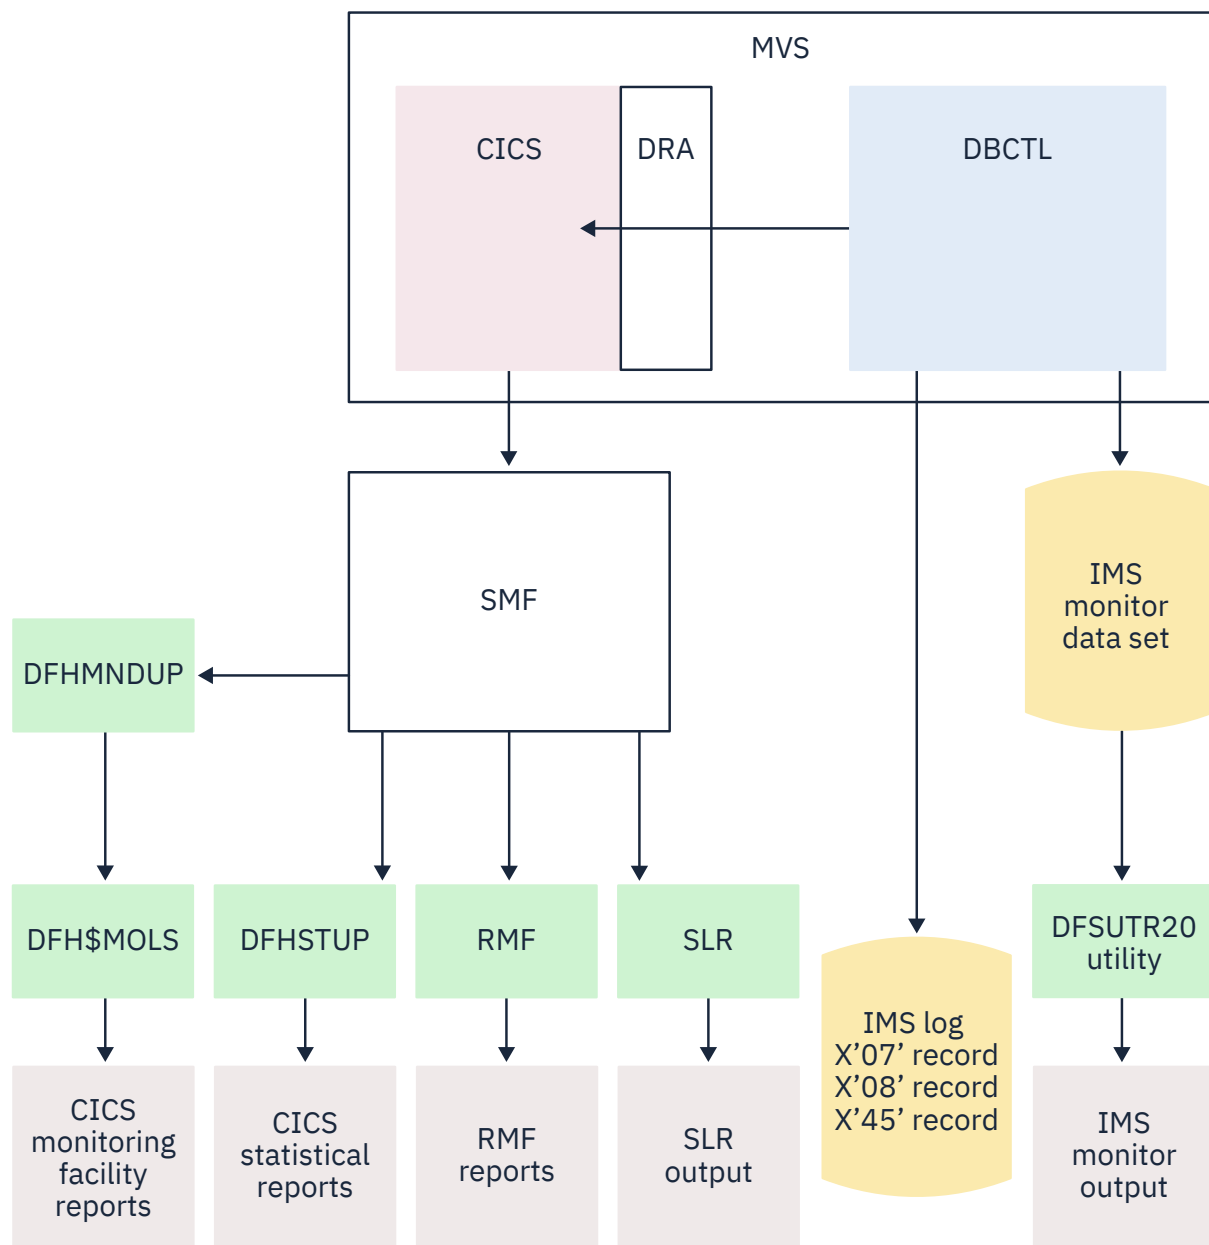 MVS
CICS
DRA
DBCTL
SMF
IMS
monitor
data set
DFHMNDUP
DFH$MOLS
DFHSTUP
RMF
SLR
DFSUTR20
utility
IMS log
X’07’ record
X’08’ record
X’45’ record
CICS
monitoring
facility
reports
CICS
statistical
reports
RMF
reports
SLR
output
IMS
monitor
output